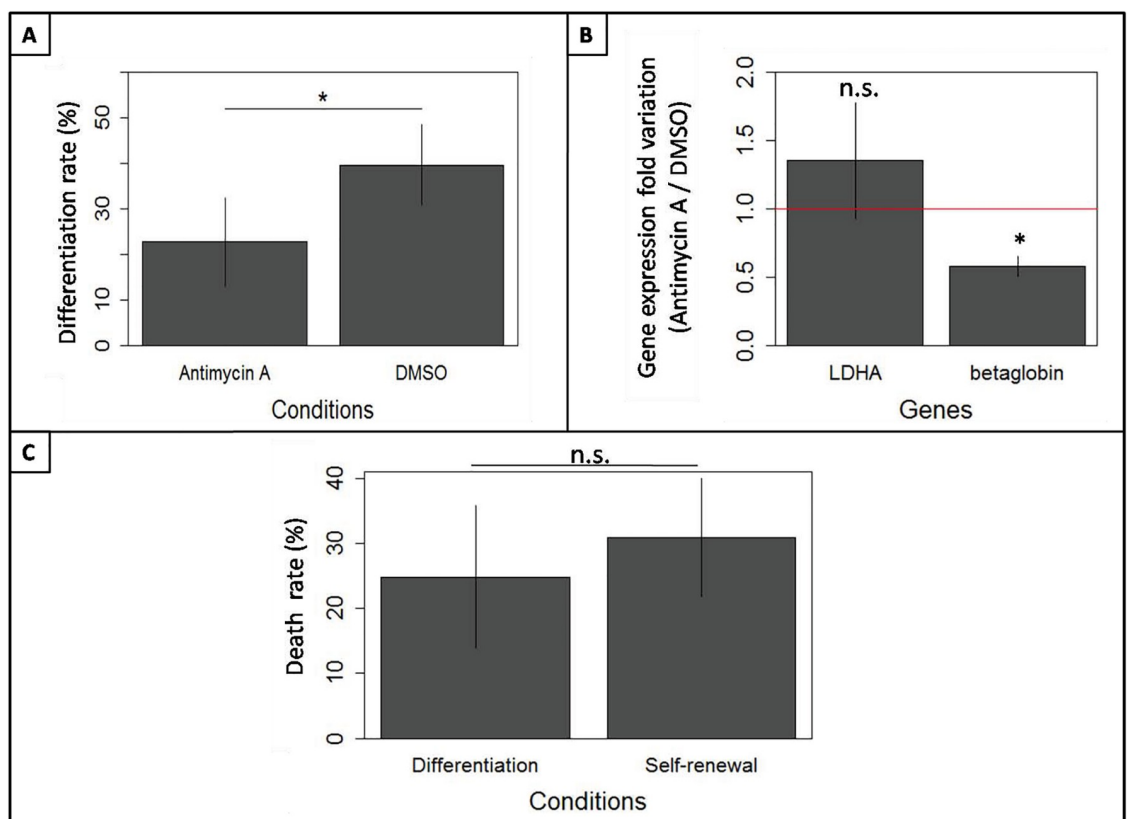 A
Differentiation rate (%)
50
30
10
0
*
Antimycin A
DMSO
Conditions
B
Gene expression fold variation
(Antimycin A / DMSO)
2.0
1.5
1.0
0.5
0.0
n.s.
*
LDHA
betaglobin
Genes
C
Death rate (%)
40
30
20
10
0
n.s.
Differentiation
Self-renewal
Conditions